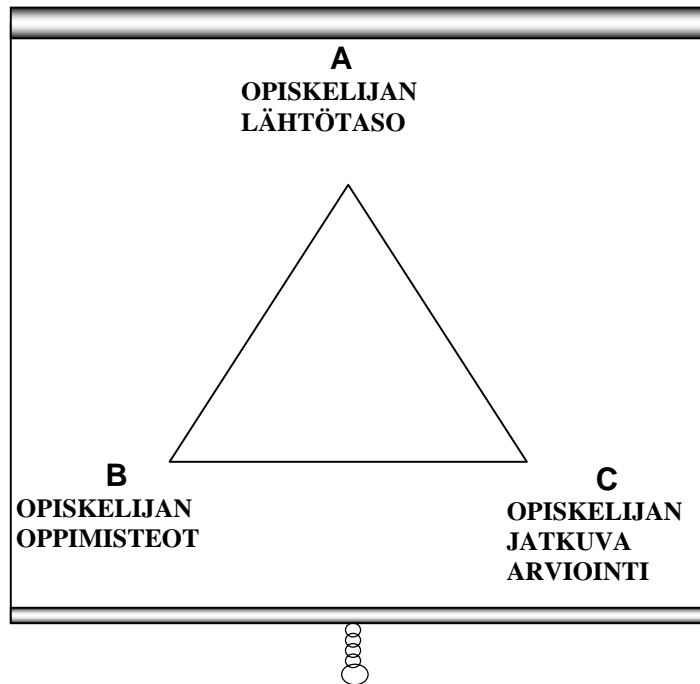 A
OPISKELIJAN
LÄHTÖTASO
B
OPISKELIJAN
OPPIMISTEOT
C
OPISKELIJAN
JATKUVA
ARVIOINTI